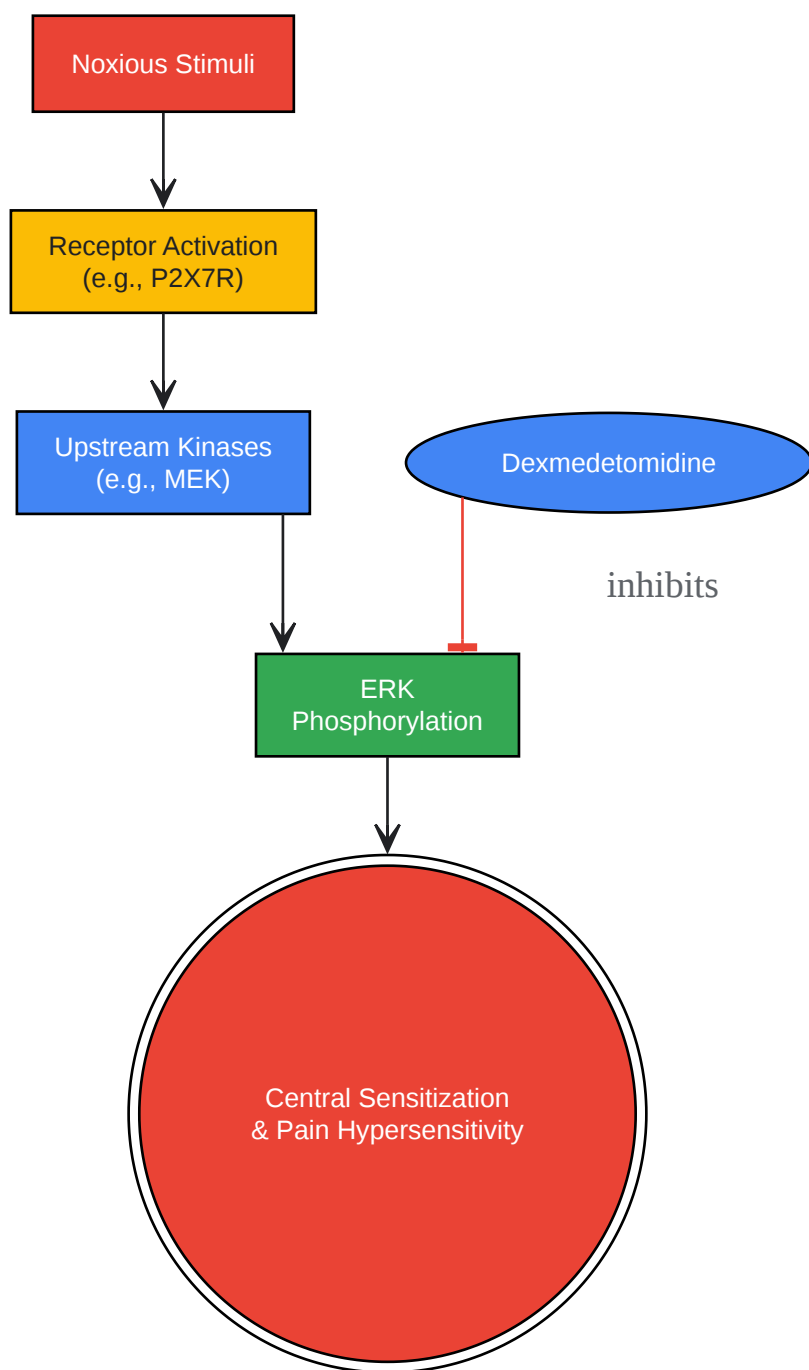 Noxious Stimuli
Receptor Activation
(e.g., P2X7R)
Upstream Kinases
(e.g., MEK)
Dexmedetomidine
inhibits
ERK
Phosphorylation
Central Sensitization
& Pain Hypersensitivity